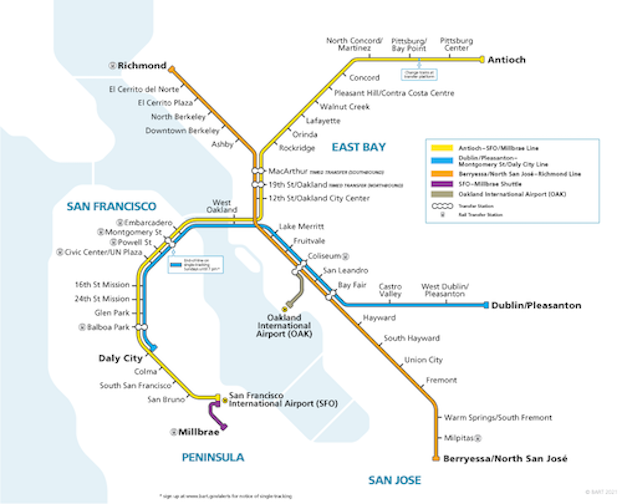 Richmond
El Cerrito del Norte
El Cerrito Plaza
North Berkeley
Downtown Berkeley
Ashby
North Concord/
Martinez
Pittsburg/
Bay Point
Pittsburg
Center
Antioch
Change trains at
transfer platform
Concord
Pleasant Hill/Contra Costa Centre
Walnut Creek
Lafayette
Orinda
Rockridge
EAST BAY
MacArthur TIMED TRANSFER (SOUTHBOUND)
19th St/Oakland TIMED TRANSFER (NORTHBOUND)
12th St/Oakland City Center
Antioch–SFO/Millbrae Line
Dublin/Pleasanton–
Montgomery St/Daly City Line
Berryessa/North San José–Richmond Line
SFO–Millbrae Shuttle
Oakland International Airport (OAK)
Transfer Station
Rail Transfer Station
SAN FRANCISCO
West
Oakland
Embarcadero
Montgomery St
Powell St
Civic Center/UN Plaza
16th St Mission
24th St Mission
Glen Park
Balboa Park
Daly City
Colma
South San Francisco
San Bruno
San Francisco
International Airport (SFO)
Millbrae
PENINSULA
Lake Merritt
Fruitvale
Coliseum
San Leandro
Bay Fair
Castro
Valley
West Dublin/
Pleasanton
Dublin/Pleasanton
Oakland
International
Airport (OAK)
Hayward
South Hayward
Union City
Fremont
Warm Springs/South Fremont
Milpitas
Berryessa/North San José
SAN JOSE
* sign up at www.bart.gov/alerts for notice of single tracking
© BART 2021